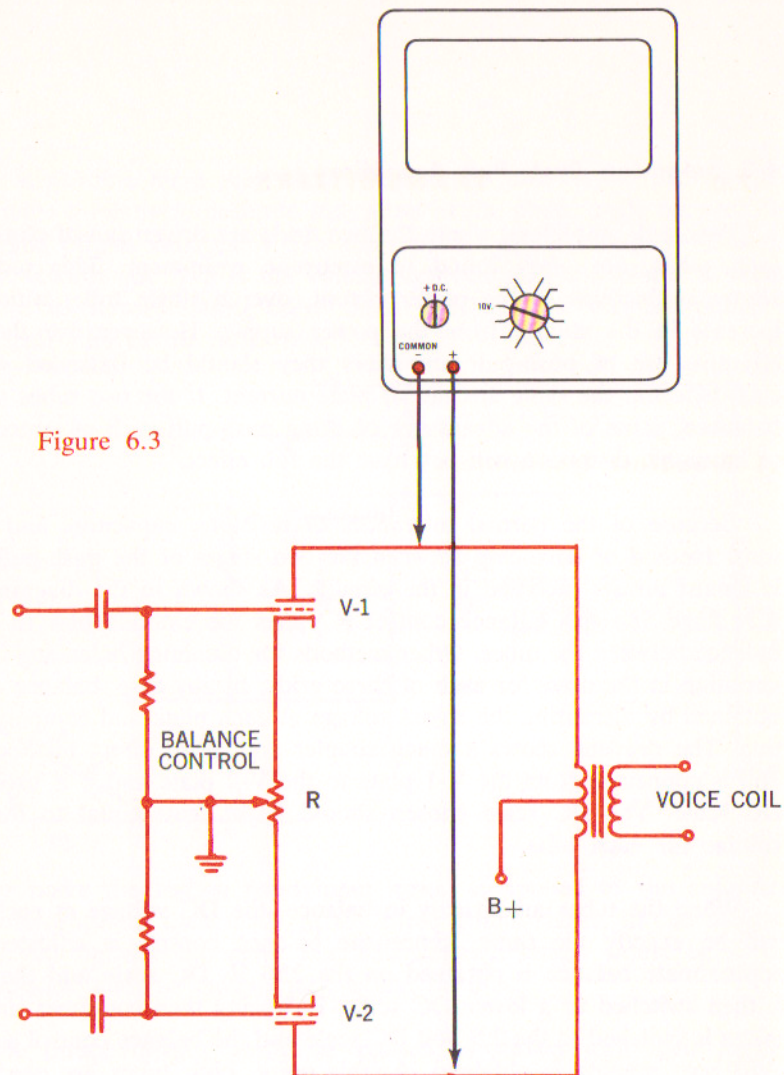 + D.C.
10V.
COMMON
-
+
Figure 6.3
V-1
BALANCE
CONTROL
R
VOICE COIL
B+
V-2